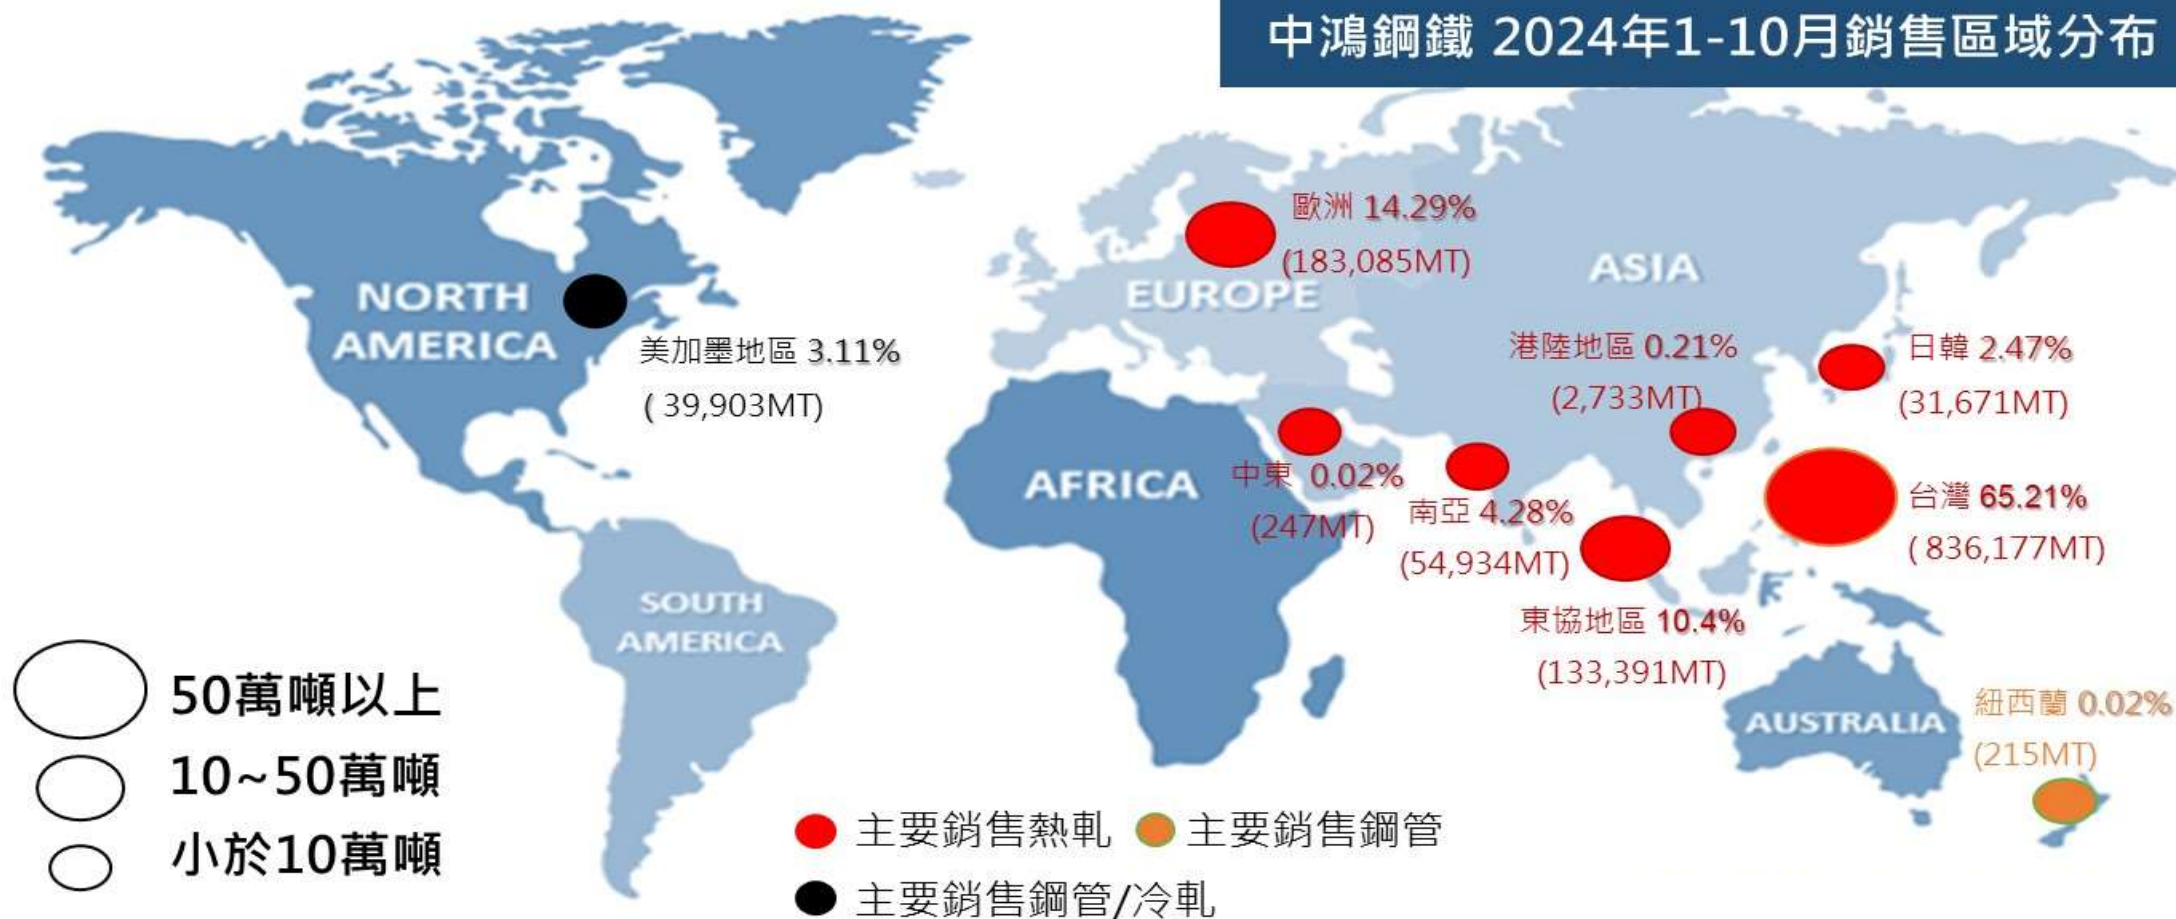 中鴻鋼鐵 2024年1-10月銷售區域分布
歐洲 14.29%
(183,085MT)
NORTH
AMERICA
EUROPE
ASIA
美加墨地區 3.11%
( 39,903MT)
港陸地區 0.21%
(2,733MT)
日韓 2.47%
(31,671MT)
AFRICA
中東 0.02%
(247MT)
南亞 4.28%
(54,934MT)
台灣 65.21%
( 836,177MT)
東協地區 10.4%
(133,391MT)
SOUTH
AMERICA
AUSTRALIA
紐西蘭 0.02%
(215MT)
50萬噸以上
10~50萬噸
小於10萬噸
主要銷售熱軋
主要銷售鋼管
主要銷售鋼管/冷軋